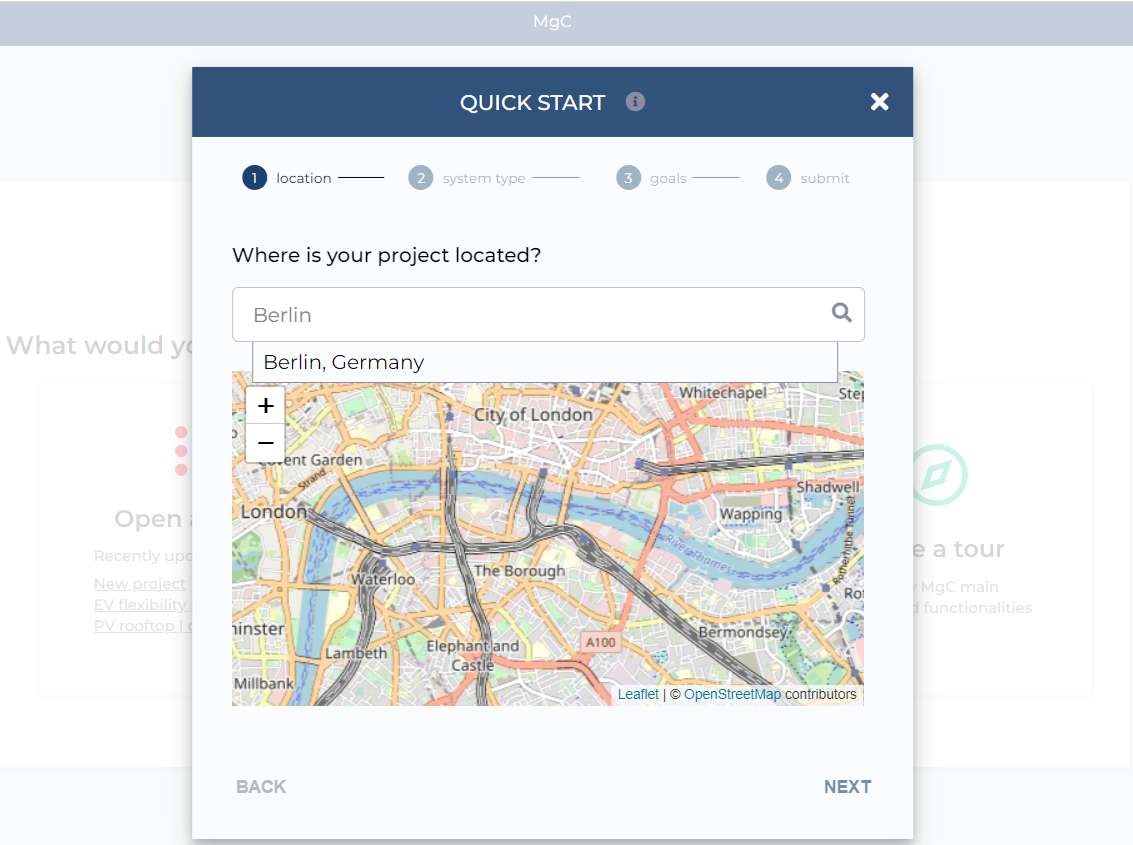 MgC
QUICK START
1 location
2 system type
3 goals
4 submit
Where is your project located?
Berlin
Berlin, Germany
What would yo
+
−
Whitechapel
City of London
Covent Garden
Strand
London
Shadwell
Wapping
Rotherhithe Tunnel
River Thames
Waterloo
The Borough
A100
Bermondsey
minster
Lambeth
Elephant and
Castle
Millbank
Leaflet | © OpenStreetMap contributors
Open a
Recently upd
New project
EV flexibility
PV rooftop |
e a tour
MgC main
d functionalities
BACK
NEXT